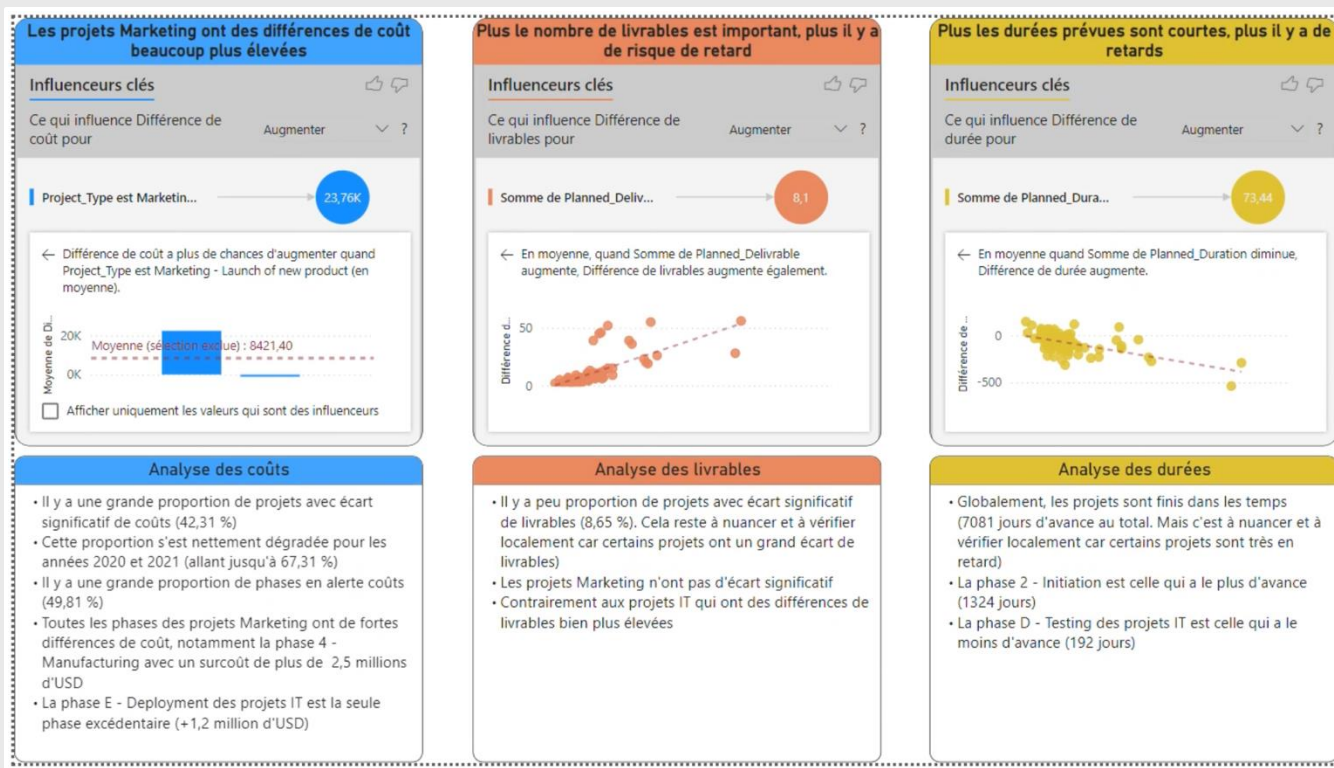 Les projets Marketing ont des différences de coût
beaucoup plus élevées
Influenceurs clés
Ce qui influence Différence de
coût pour
Augmenter
?
Project_Type est Marketin...
23,76K
← Différence de coût a plus de chances d'augmenter quand
Project_Type est Marketing - Launch of new product (en
moyenne).
Moyenne de Di...
20K
Moyenne (sélection exclue) : 8421,40
0K
Afficher uniquement les valeurs qui sont des influenceurs
Plus le nombre de livrables est important, plus il y a
de risque de retard
Influenceurs clés
Ce qui influence Différence de
livrables pour
Augmenter
?
Somme de Planned_Deliv...
8,1
← En moyenne, quand Somme de Planned_Delivrable
augmente, Différence de livrables augmente également.
Différence d...
50
0
Plus les durées prévues sont courtes, plus il y a de
retards
Influenceurs clés
Ce qui influence Différence de
durée pour
Augmenter
?
Somme de Planned_Dura...
73,44
← En moyenne quand Somme de Planned_Duration diminue,
Différence de durée augmente.
Différence de ...
0
-500
Analyse des coûts
• Il y a une grande proportion de projets avec écart
significatif de coûts (42,31 %)
• Cette proportion s'est nettement dégradée pour les
années 2020 et 2021 (allant jusqu'à 67,31 %)
• Il y a une grande proportion de phases en alerte coûts
(49,81 %)
• Toutes les phases des projets Marketing ont de fortes
différences de coût, notamment la phase 4 -
Manufacturing avec un surcoût de plus de 2,5 millions
d'USD
• La phase E - Deployment des projets IT est la seule
phase excédentaire (+1,2 million d'USD)
Analyse des livrables
• Il y a peu proportion de projets avec écart significatif
de livrables (8,65 %). Cela reste à nuancer et à vérifier
localement car certains projets ont un grand écart de
livrables)
• Les projets Marketing n'ont pas d'écart significatif
• Contrairement aux projets IT qui ont des différences de
livrables bien plus élevées
Analyse des durées
• Globalement, les projets sont finis dans les temps
(7081 jours d'avance au total. Mais c'est à nuancer et à
vérifier localement car certains projets sont très en
retard)
• La phase 2 - Initiation est celle qui a le plus d'avance
(1324 jours)
• La phase D - Testing des projets IT est celle qui a le
moins d'avance (192 jours)